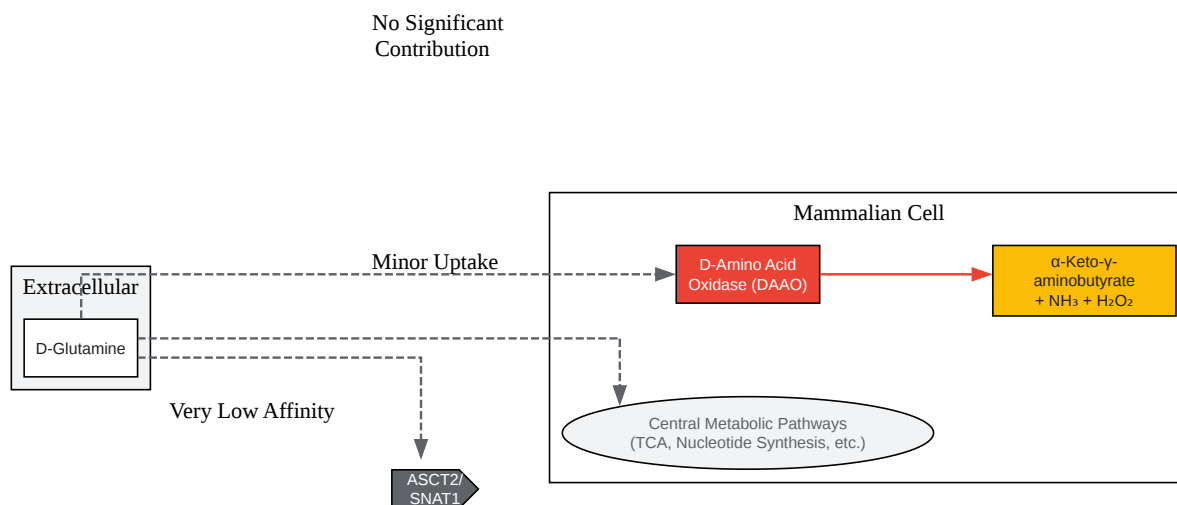 No Significant
Contribution
Mammalian Cell
Minor Uptake
D-Amino Acid
Oxidase (DAAO)
α-Keto-γ-
aminobutyrate
+ NH₃ + H₂O₂
Extracellular
D-Glutamine
Very Low Affinity
Central Metabolic Pathways
(TCA, Nucleotide Synthesis, etc.)
ASCT2/
SNAT1